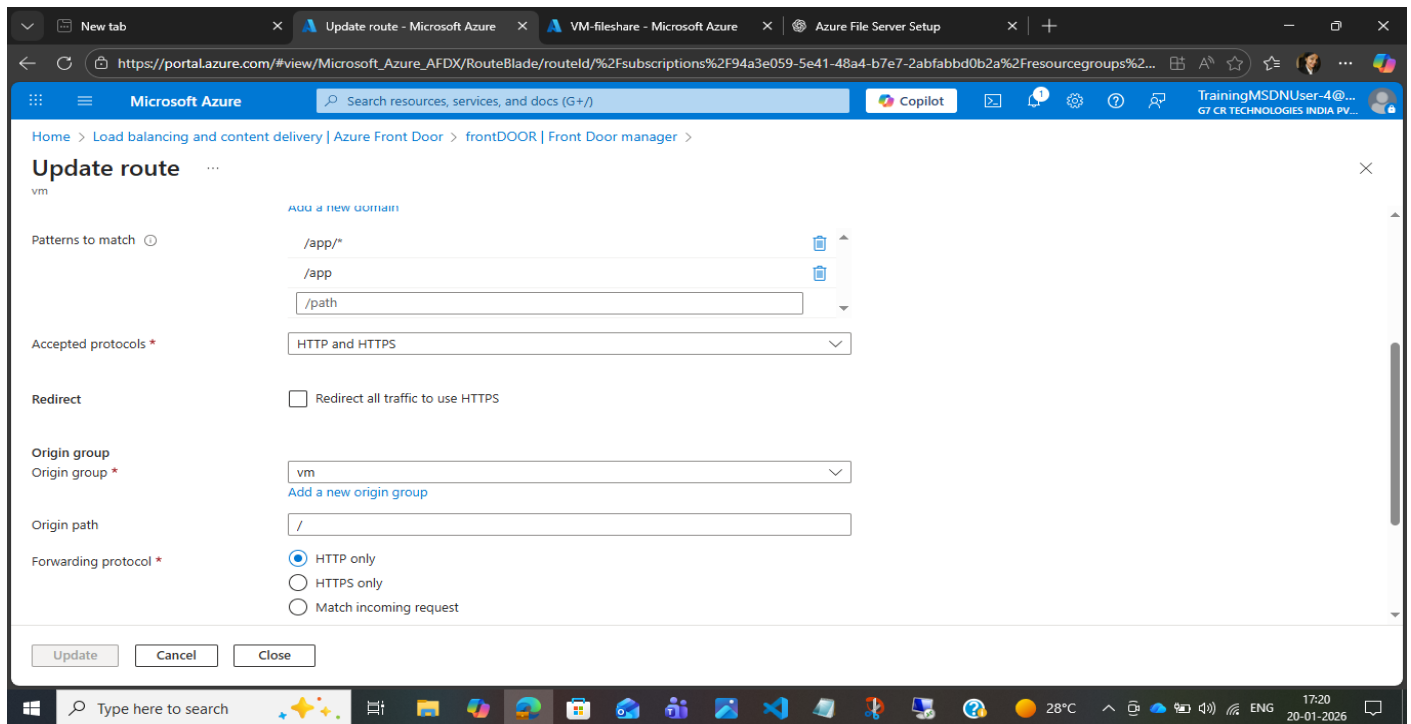 New tab
Update route - Microsoft Azure
VM-fileshare - Microsoft Azure
Azure File Server Setup
https://portal.azure.com/#view/Microsoft_Azure_AFDX/RouteBlade/routeId/%2Fsubscriptions%2F94a3e059-5e41-48a4-b7e7-2abfabbd0b2a%2Fresourcegroups%2...
Microsoft Azure
Search resources, services, and docs (G+/)
Copilot
1
TrainingMSDNUser-4@...
G7 CR TECHNOLOGIES INDIA PV...
Home > Load balancing and content delivery | Azure Front Door > frontDOOR | Front Door manager >
Update route ...
vm
Add a new domain
Patterns to match
/app/*
/app
/path
Accepted protocols *
HTTP and HTTPS
Redirect
Redirect all traffic to use HTTPS
Origin group
Origin group *
vm
Add a new origin group
Origin path
/
Forwarding protocol *
HTTP only
HTTPS only
Match incoming request
Update
Cancel
Close
Type here to search
28°C
ENG
17:20
20-01-2026